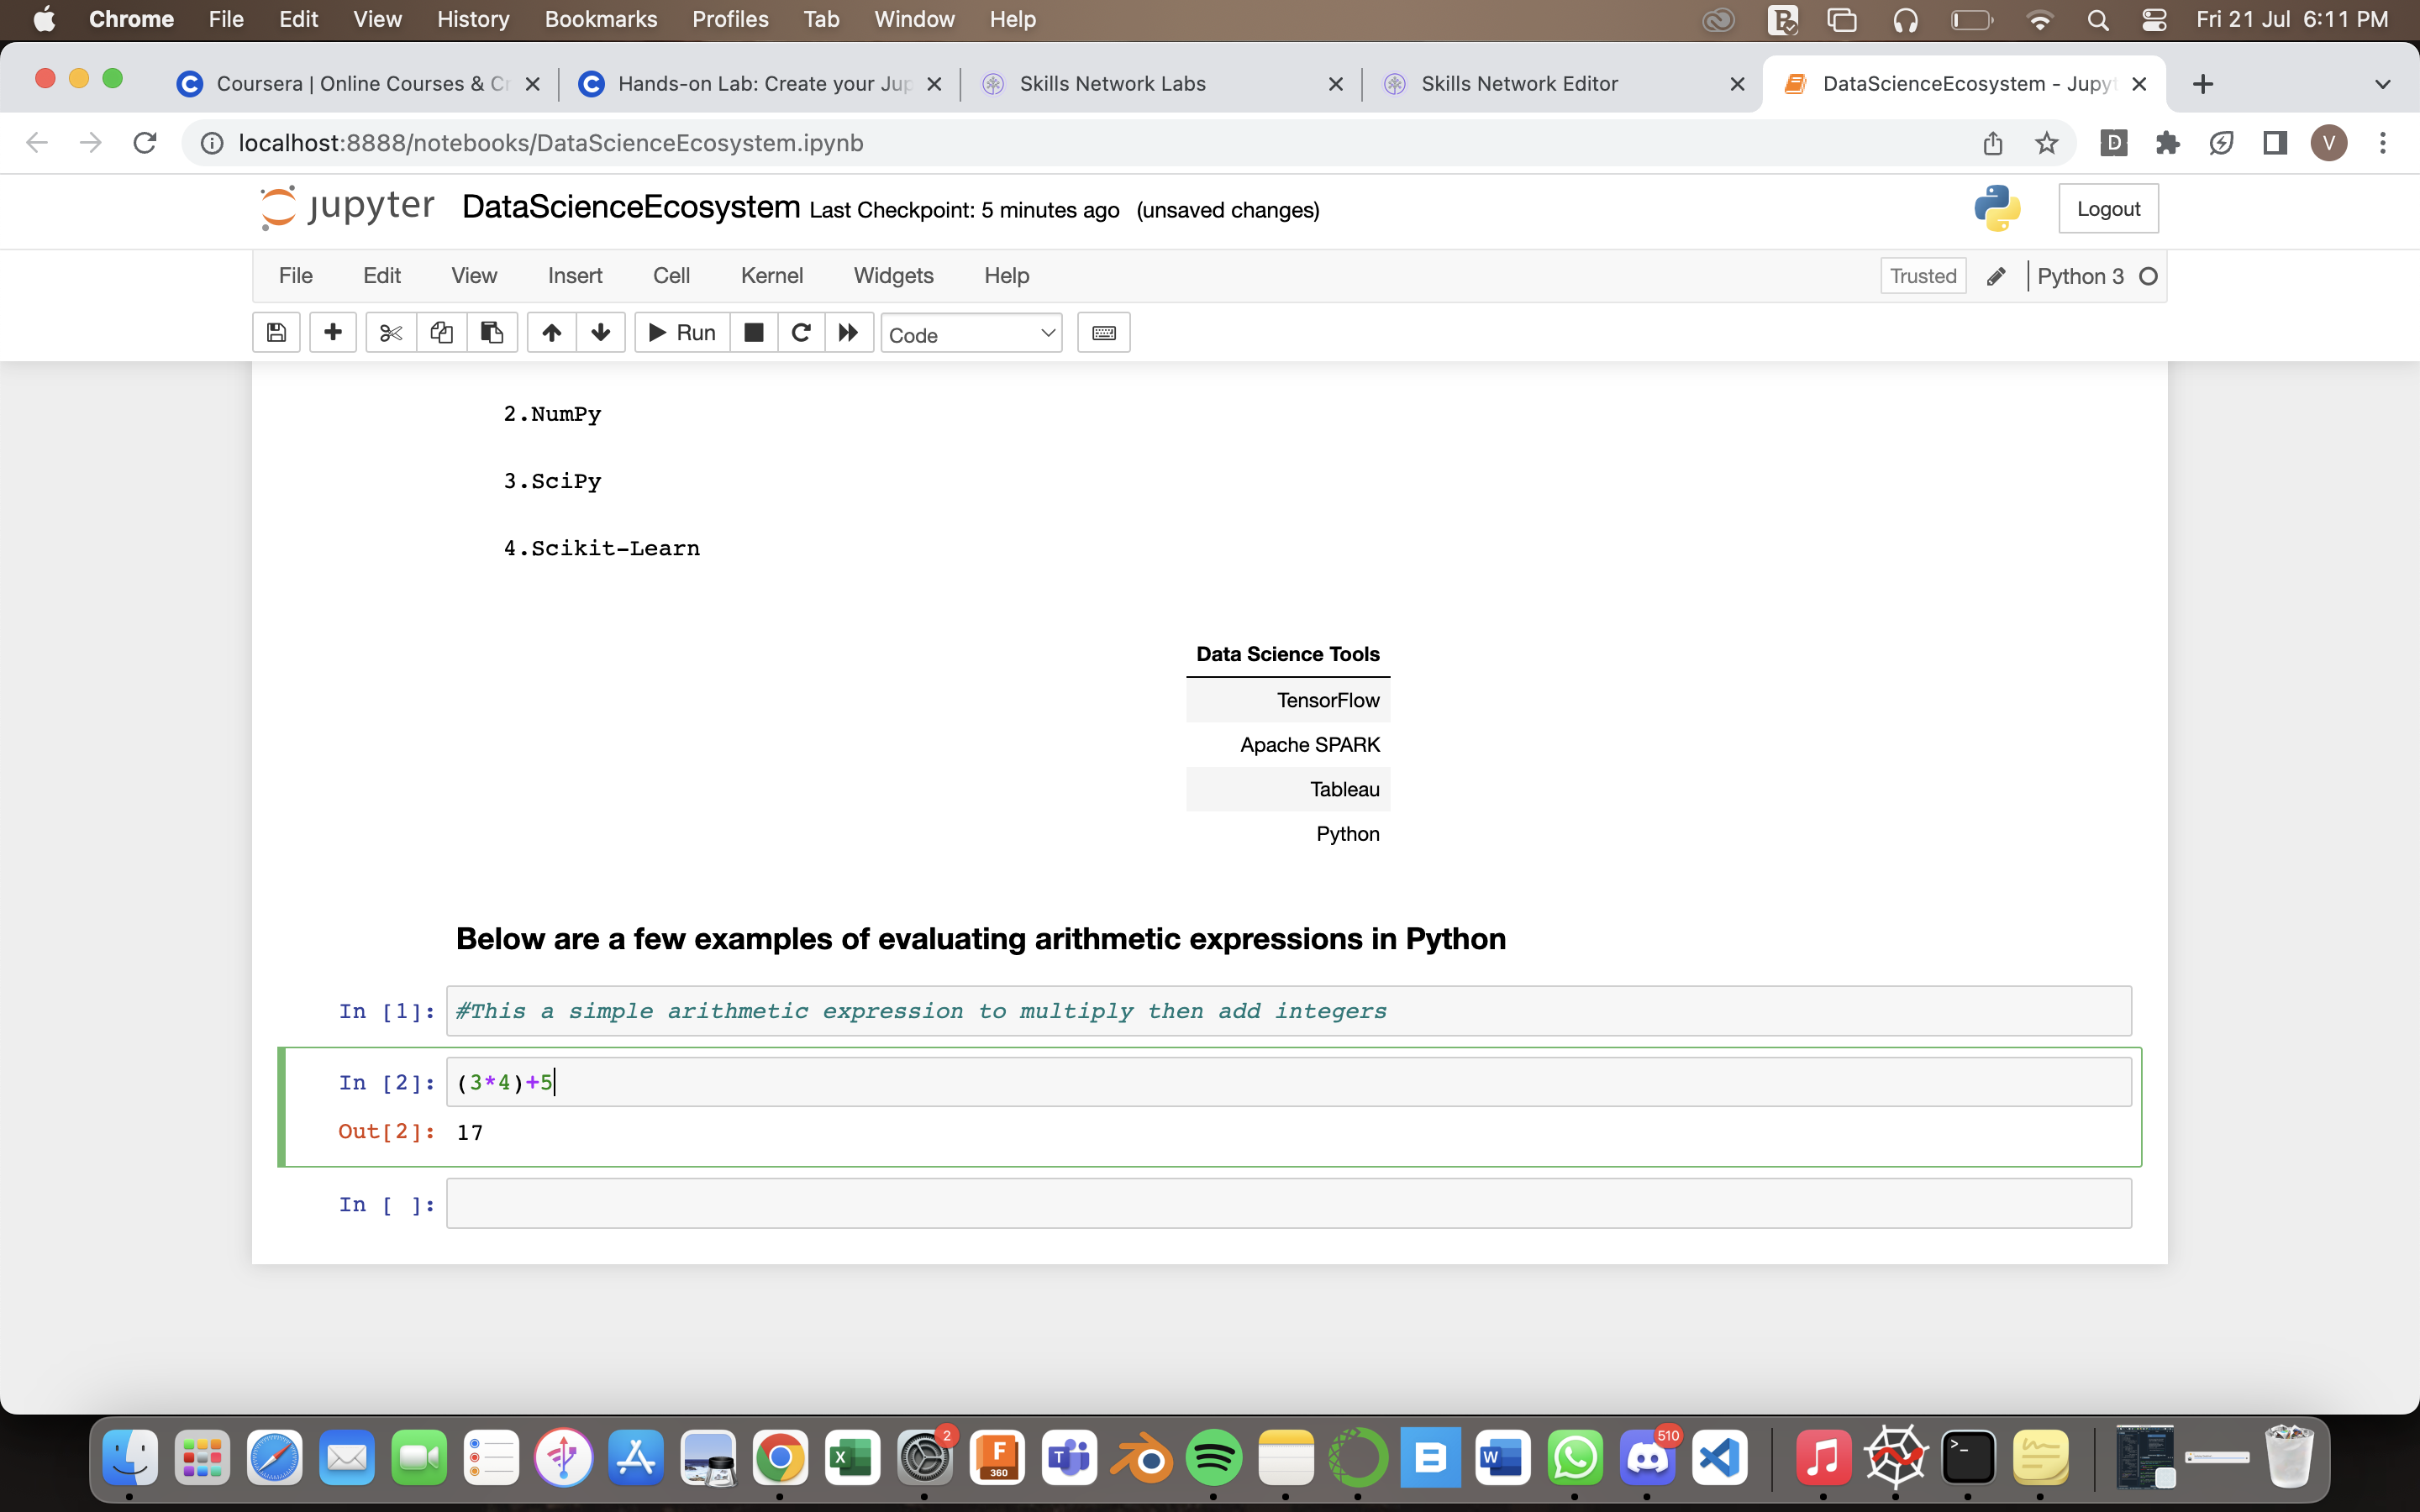 Chrome File Edit View History Bookmarks Profiles Tab Window Help Fri 21 Jul 6:11 PM
Coursera | Online Courses & Cr Hands-on Lab: Create your Jup Skills Network Labs Skills Network Editor DataScienceEcosystem - Jupyt
localhost:8888/notebooks/DataScienceEcosystem.ipynb D V
jupyter DataScienceEcosystem Last Checkpoint: 5 minutes ago (unsaved changes) Logout
File Edit View Insert Cell Kernel Widgets Help Trusted Python 3
Run Code
2.NumPy
3.SciPy
4.Scikit-Learn
Data Science Tools
TensorFlow
Apache SPARK
Tableau
Python
Below are a few examples of evaluating arithmetic expressions in Python
In [1]: #This a simple arithmetic expression to multiply then add integers
In [2]: (3*4)+5
Out[2]: 17
In [ ]:
2 510
X F T B W >_
360